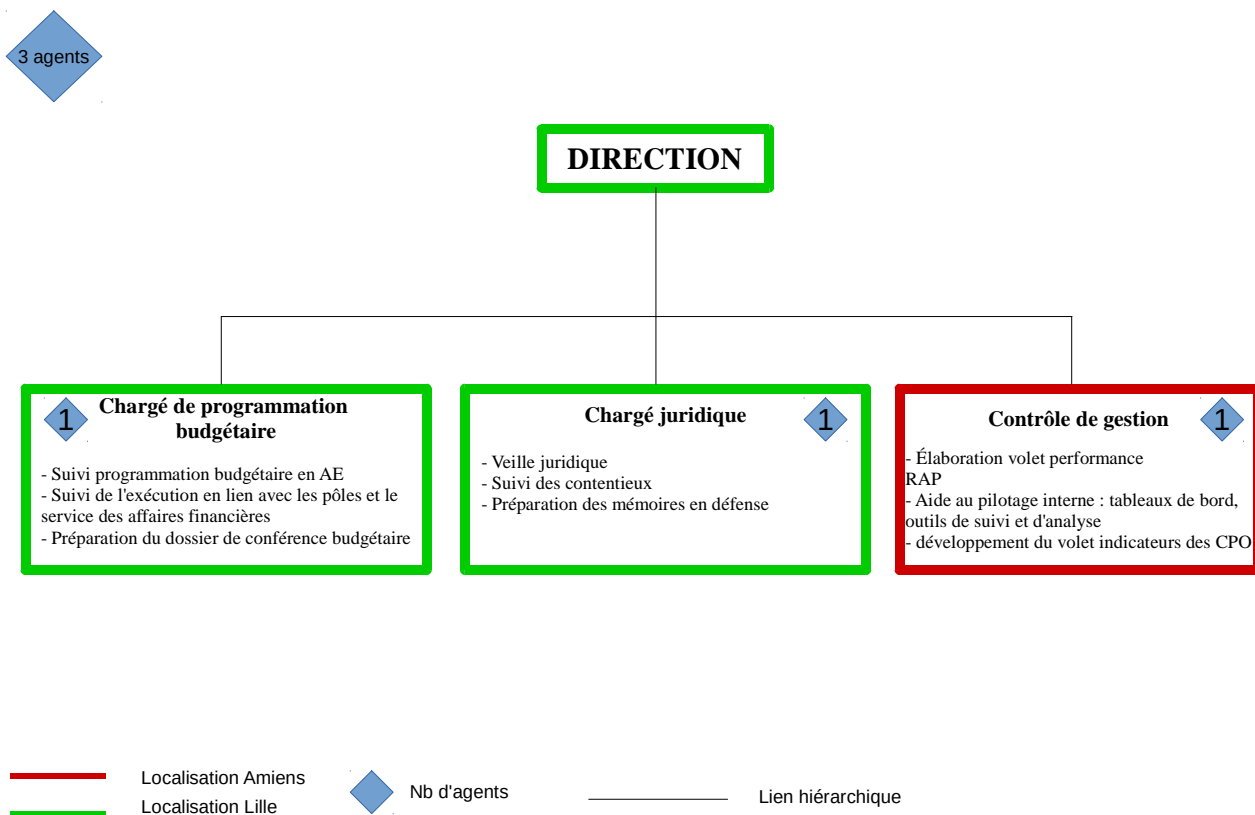 3 agents
DIRECTION
1
Chargé de programmation
budgétaire
- Suivi programmation budgétaire en AE
- Suivi de l'exécution en lien avec les pôles et le
service des affaires financières
- Préparation du dossier de conférence budgétaire
Chargé juridique
1
- Veille juridique
- Suivi des contentieux
- Préparation des mémoires en défense
Contrôle de gestion
1
- Élaboration volet performance
RAP
- Aide au pilotage interne : tableaux de bord,
outils de suivi et d'analyse
- développement du volet indicateurs des CPO
Localisation Amiens
Localisation Lille
Nb d'agents
Lien hiérarchique